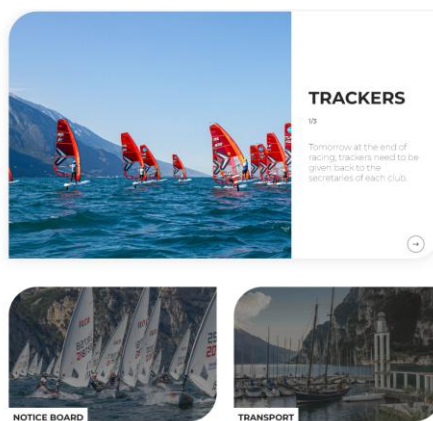 TRACKERS
1/3
Tomorrow at the end of
racing, trackers need to be
given back to the
secretaries of each club.
NOTICE BOARD
TRANSPORT